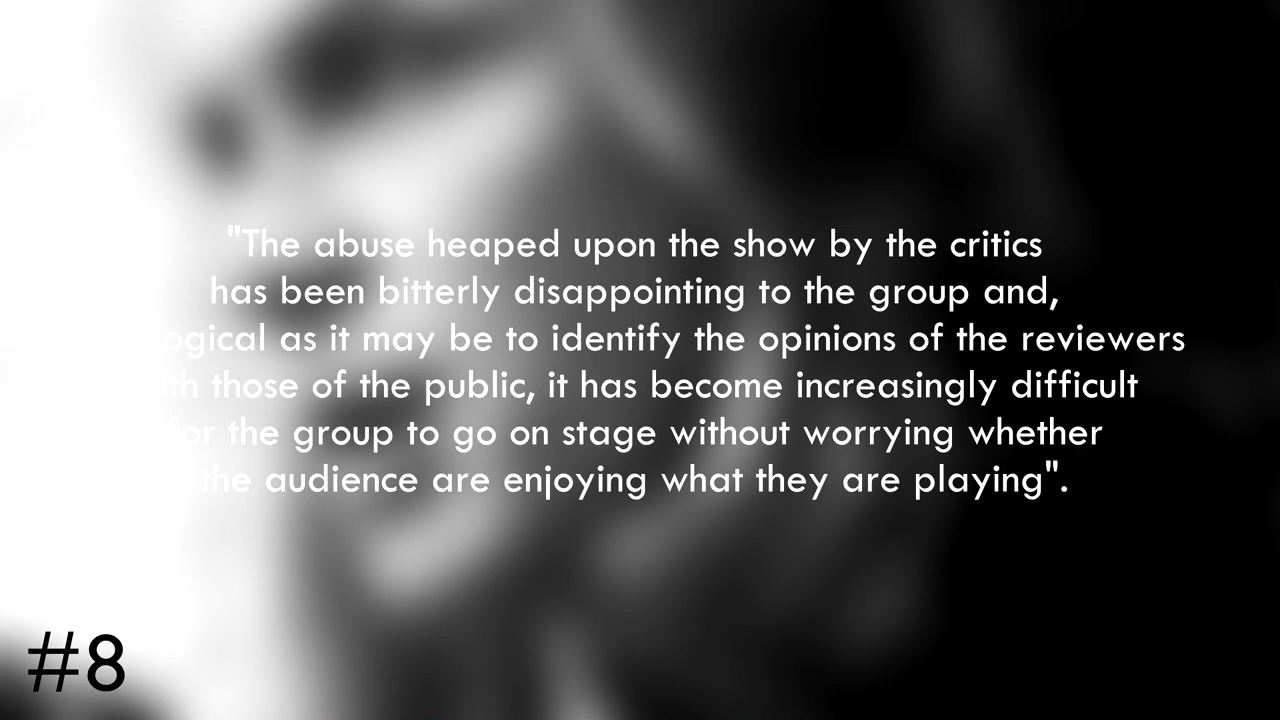 "The abuse heaped upon the show by the critics
has been bitterly disappointing to the group and,
as it may be to identify the opinions of the reviewers
those of the public, it has become increasingly difficult
for the group to go on stage without worrying whether
the audience are enjoying what they are playing".
#8